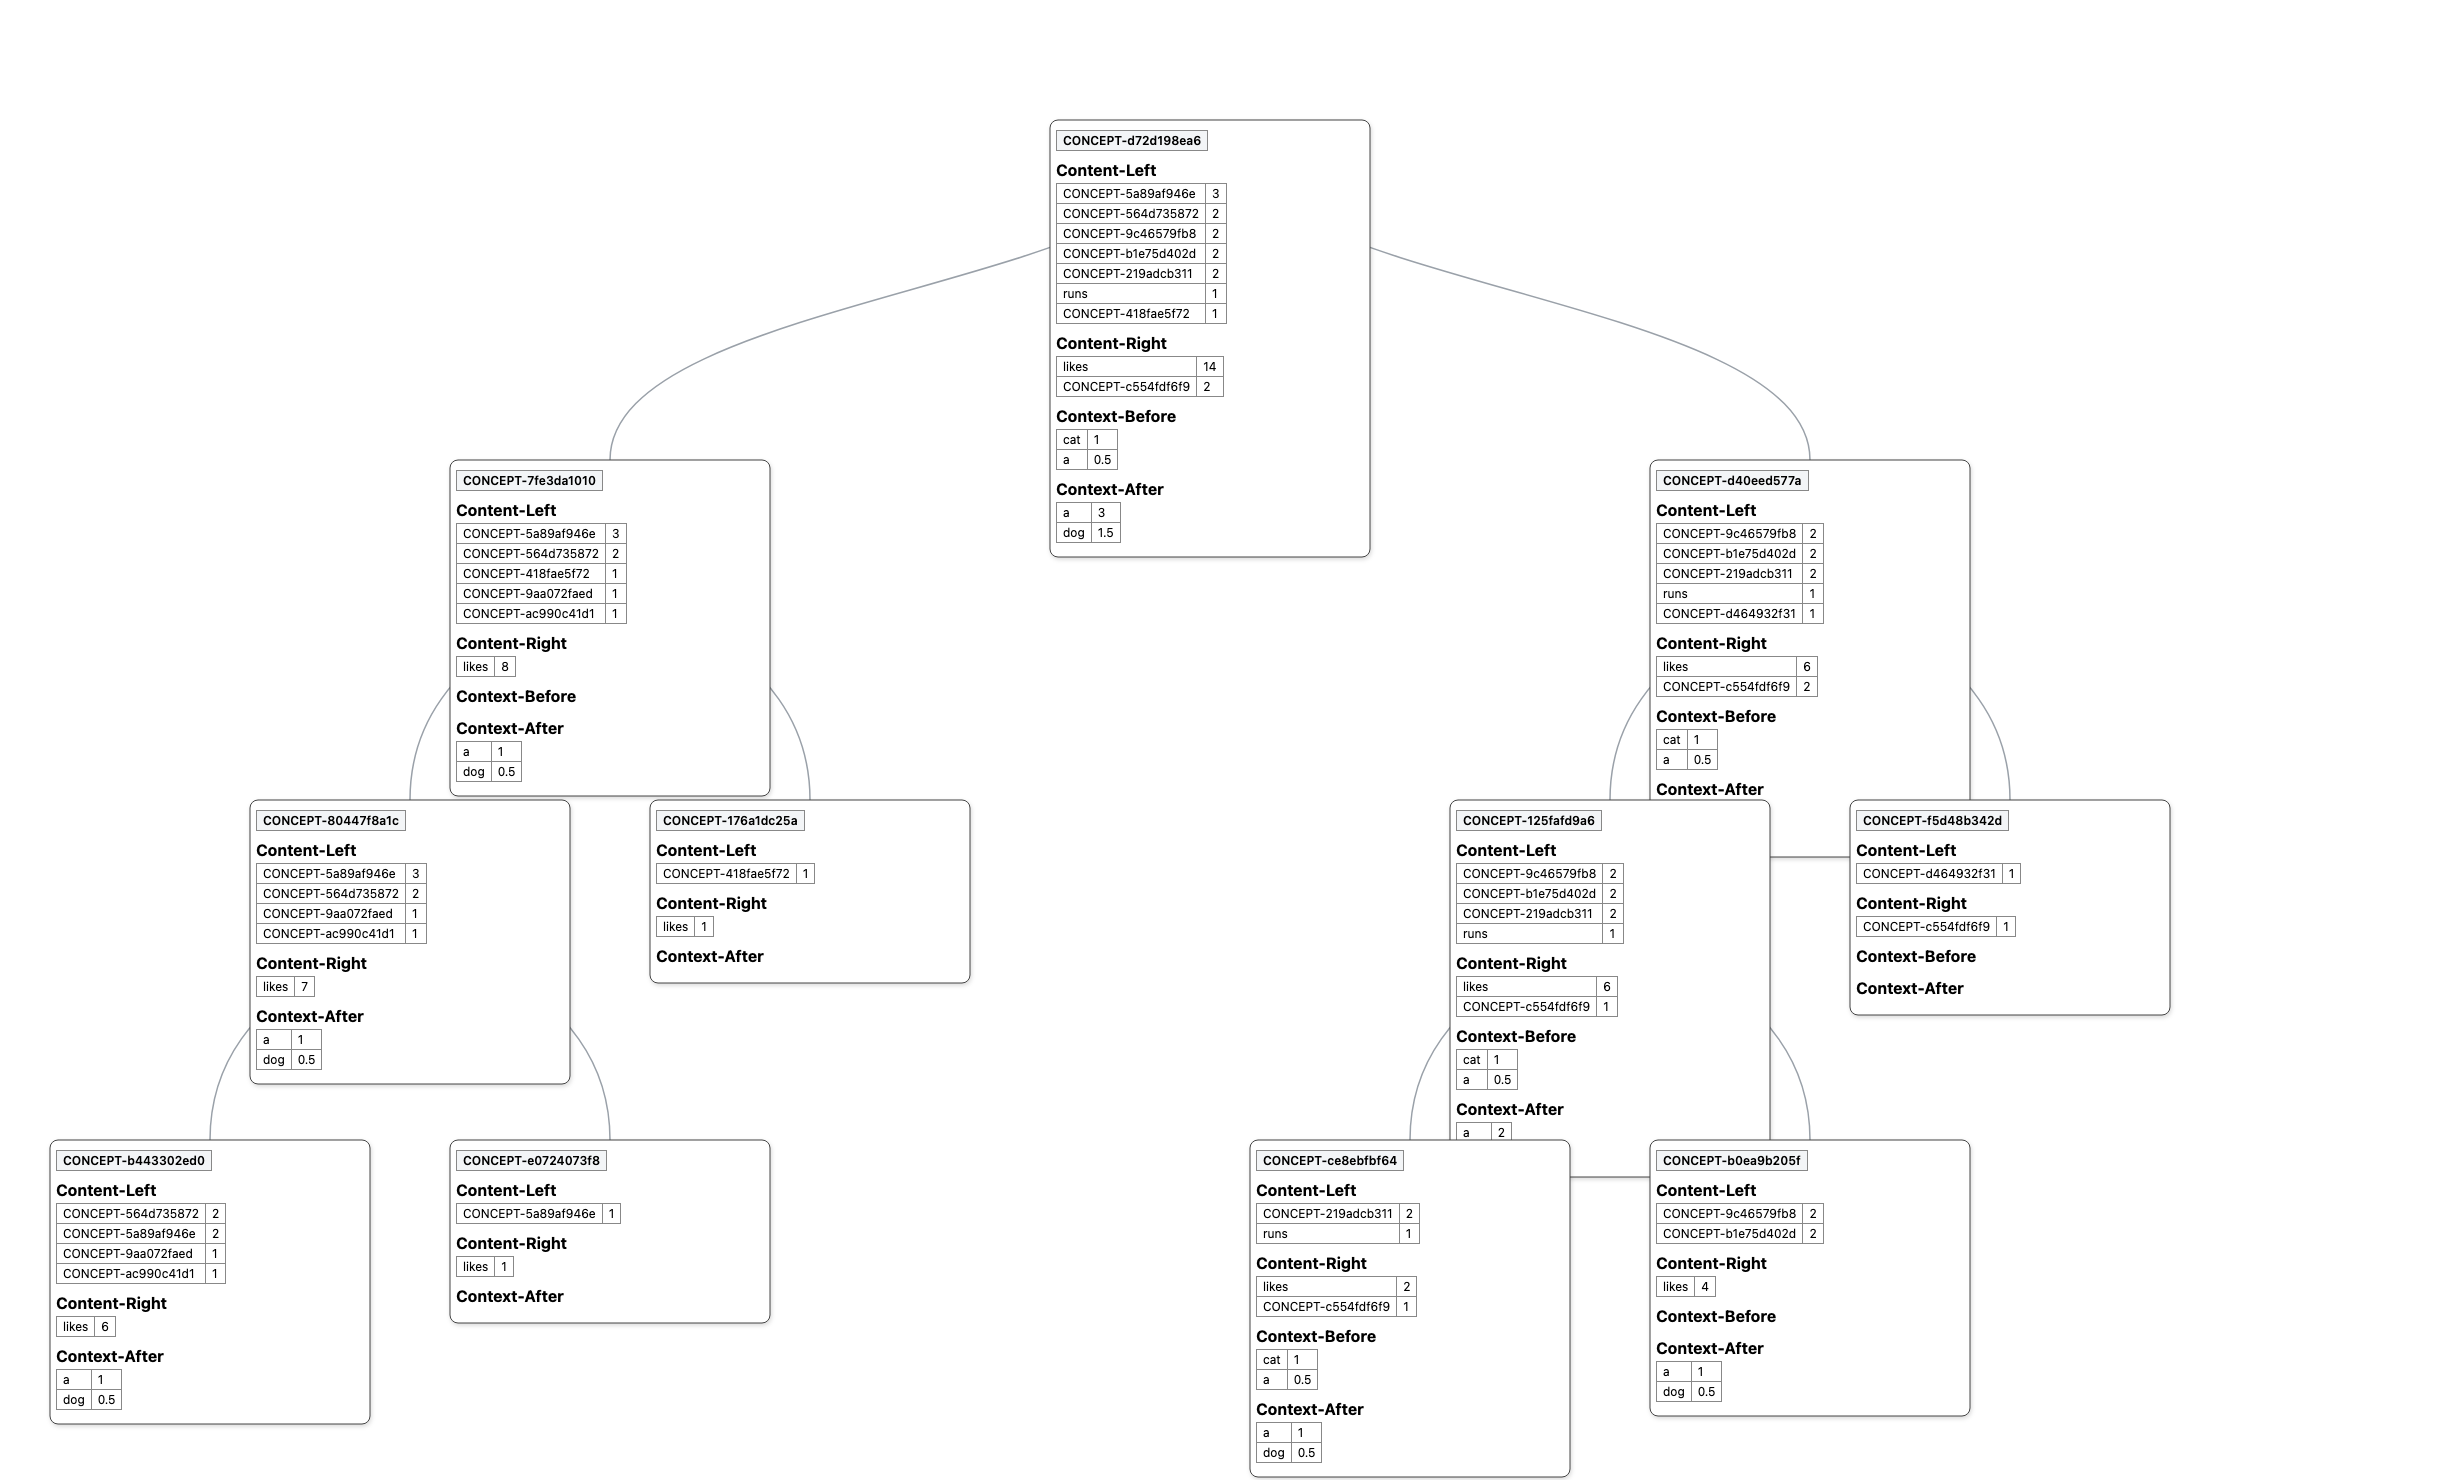 CONCEPT-d72d198ea6
Content-Left
CONCEPT-5a89af946e 3
CONCEPT-564d735872 2
CONCEPT-9c46579fb8 2
CONCEPT-b1e75d402d 2
CONCEPT-219adcb311 2
runs 1
CONCEPT-418fae5f72 1
Content-Right
likes 14
CONCEPT-c554fdf6f9 2
Context-Before
cat 1
a 0.5
Context-After
a 3
dog 1.5
CONCEPT-7fe3da1010
Content-Left
CONCEPT-5a89af946e 3
CONCEPT-564d735872 2
CONCEPT-418fae5f72 1
CONCEPT-9aa072faed 1
CONCEPT-ac990c41d1 1
Content-Right
likes 8
Context-Before
Context-After
a 1
dog 0.5
CONCEPT-d40eed577a
Content-Left
CONCEPT-9c46579fb8 2
CONCEPT-b1e75d402d 2
CONCEPT-219adcb311 2
runs 1
CONCEPT-d464932f31 1
Content-Right
likes 6
CONCEPT-c554fdf6f9 2
Context-Before
cat 1
a 0.5
Context-After
CONCEPT-80447f8a1c
Content-Left
CONCEPT-5a89af946e 3
CONCEPT-564d735872 2
CONCEPT-9aa072faed 1
CONCEPT-ac990c41d1 1
Content-Right
likes 7
Context-After
a 1
dog 0.5
CONCEPT-176a1dc25a
Content-Left
CONCEPT-418fae5f72 1
Content-Right
likes 1
Context-After
CONCEPT-125fafd9a6
Content-Left
CONCEPT-9c46579fb8 2
CONCEPT-b1e75d402d 2
CONCEPT-219adcb311 2
runs 1
Content-Right
likes 6
CONCEPT-c554fdf6f9 1
Context-Before
cat 1
a 0.5
Context-After
a 2
CONCEPT-f5d48b342d
Content-Left
CONCEPT-d464932f31 1
Content-Right
CONCEPT-c554fdf6f9 1
Context-Before
Context-After
CONCEPT-b443302ed0
Content-Left
CONCEPT-564d735872 2
CONCEPT-5a89af946e 2
CONCEPT-9aa072faed 1
CONCEPT-ac990c41d1 1
Content-Right
likes 6
Context-After
a 1
dog 0.5
CONCEPT-e0724073f8
Content-Left
CONCEPT-5a89af946e 1
Content-Right
likes 1
Context-After
CONCEPT-ce8ebfbf64
Content-Left
CONCEPT-219adcb311 2
runs 1
Content-Right
likes 2
CONCEPT-c554fdf6f9 1
Context-Before
cat 1
a 0.5
Context-After
a 1
dog 0.5
CONCEPT-b0ea9b205f
Content-Left
CONCEPT-9c46579fb8 2
CONCEPT-b1e75d402d 2
Content-Right
likes 4
Context-Before
Context-After
a 1
dog 0.5